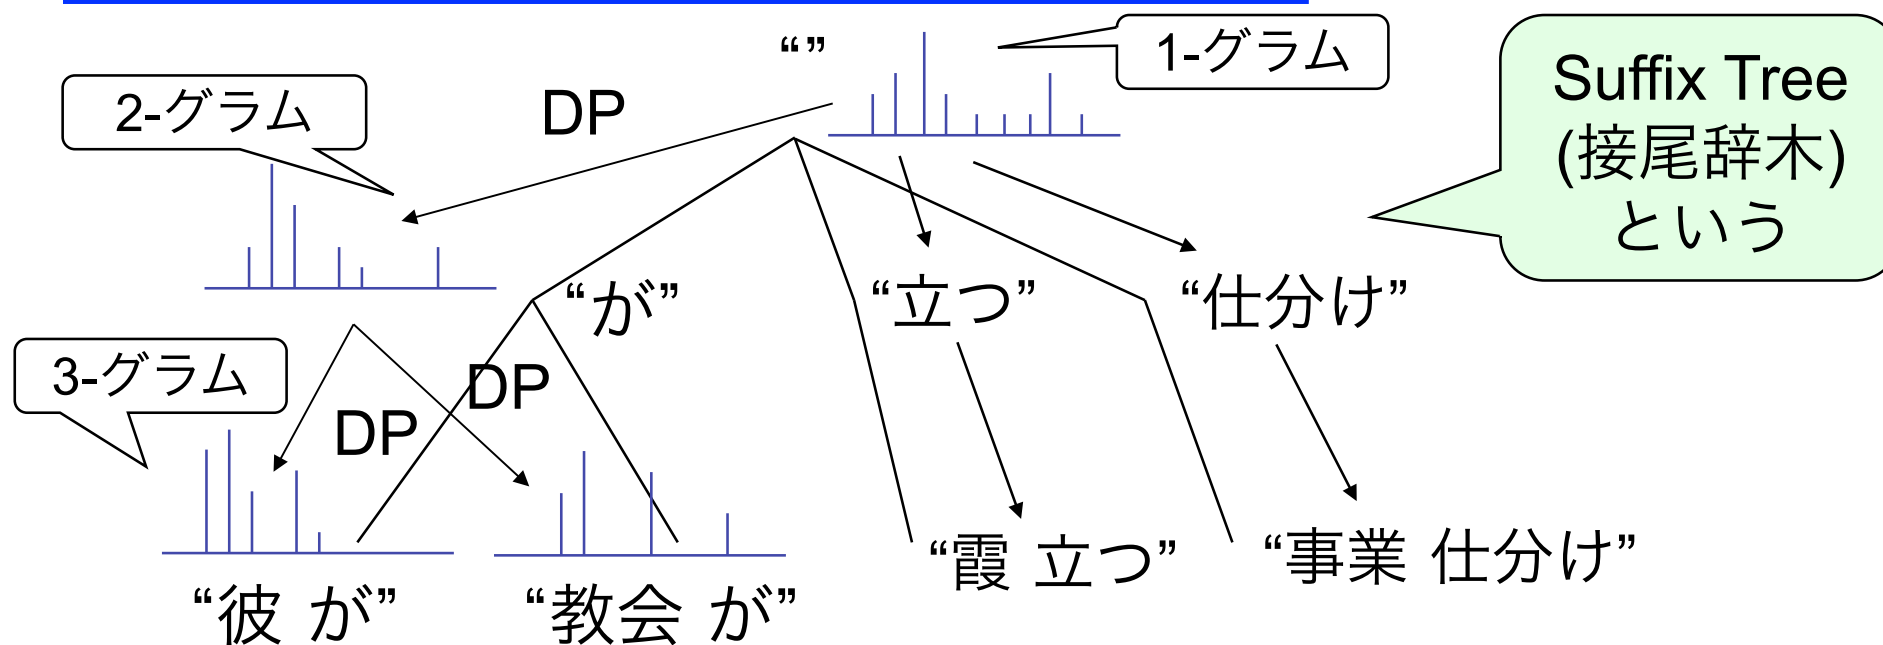 “”
1-グラム
2-グラム
DP
Suffix Tree
(接尾辞木)
という
“が”
“立つ”
“仕分け”
3-グラム
DP
DP
“霞 立つ”
“事業 仕分け”
“彼 が”
“教会 が”